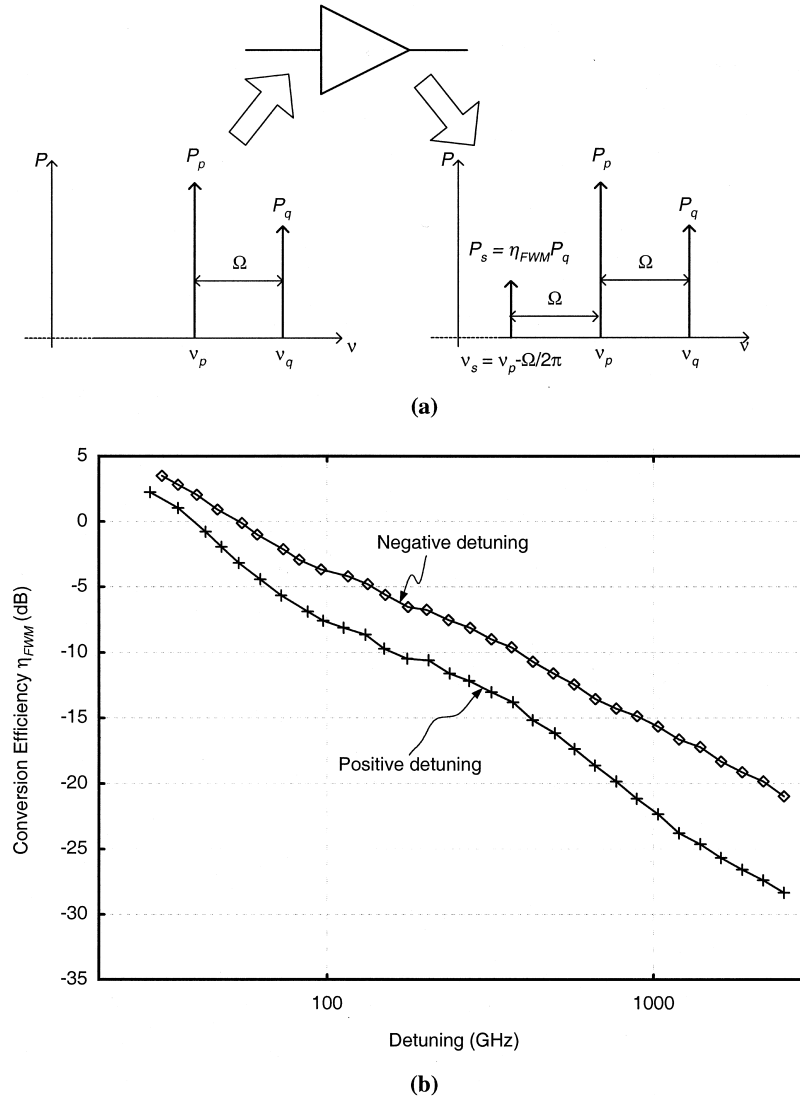 P
P_p
P_q
Ω
ν_p
ν_q
ν
P
P_p
P_q
P_s = η_FWM P_q
Ω
Ω
ν_s = ν_p-Ω/2π
ν_p
ν_q
ν
(a)
5
0
-5
-10
-15
-20
-25
-30
-35
Conversion Efficiency η_FWM (dB)
Negative detuning
Positive detuning
100
1000
Detuning (GHz)
(b)